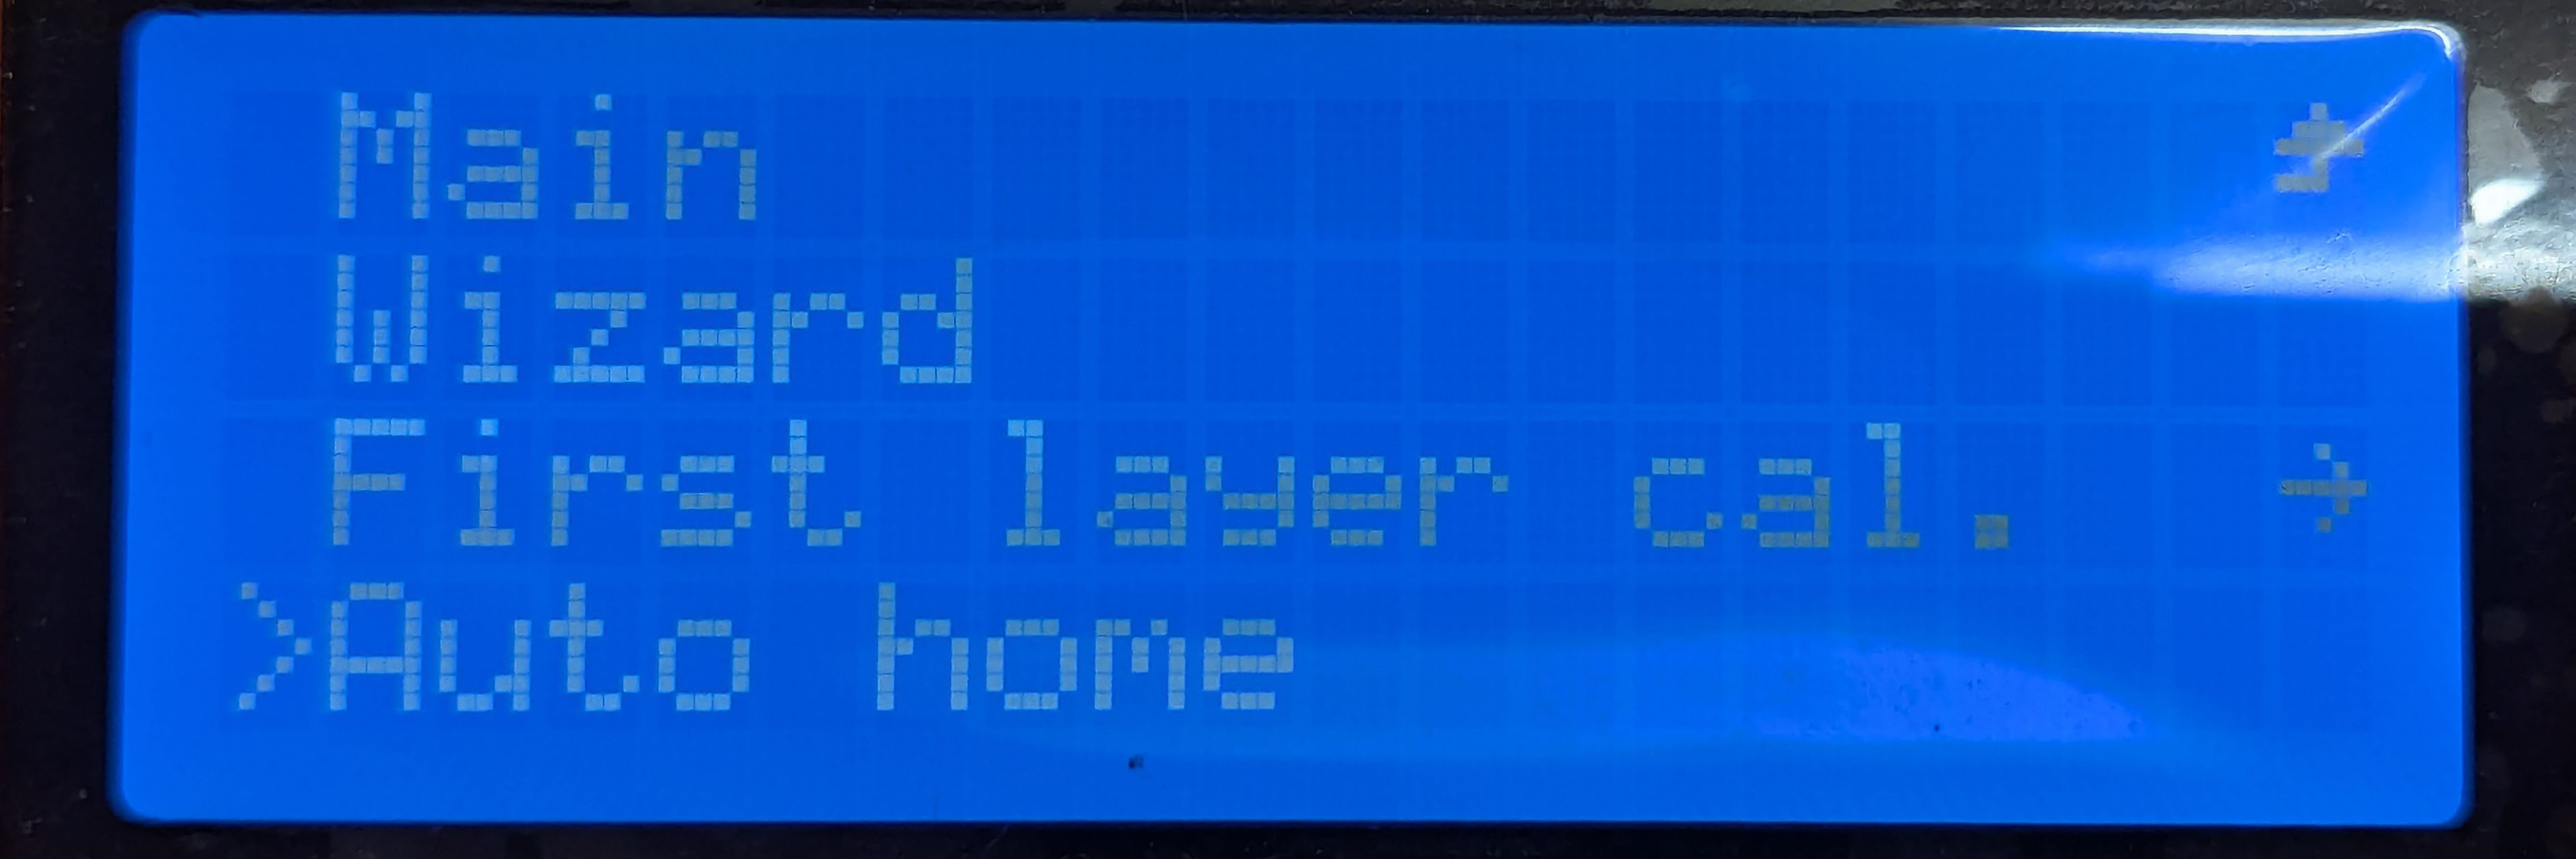 Main
Wizard
First layer cal. →
>Auto home